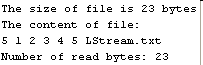 The size of file is 23 bytes
The content of file:
5 1 2 3 4 5 LStream.txt
Number of read bytes: 23